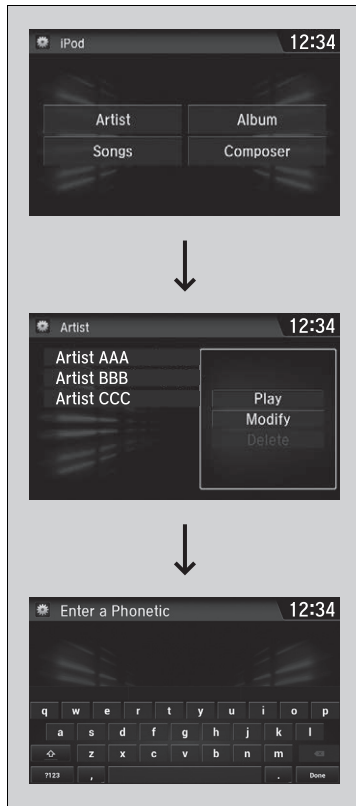 iPod 12:34
Artist Album
Songs Composer
Artist 12:34
Artist AAA
Artist BBB
Artist CCC
Play
Modify
Delete
Enter a Phonetic 12:34
q w e r t y u i o p
a s d f g h j k l
z x c v b n m
?123 , . Done